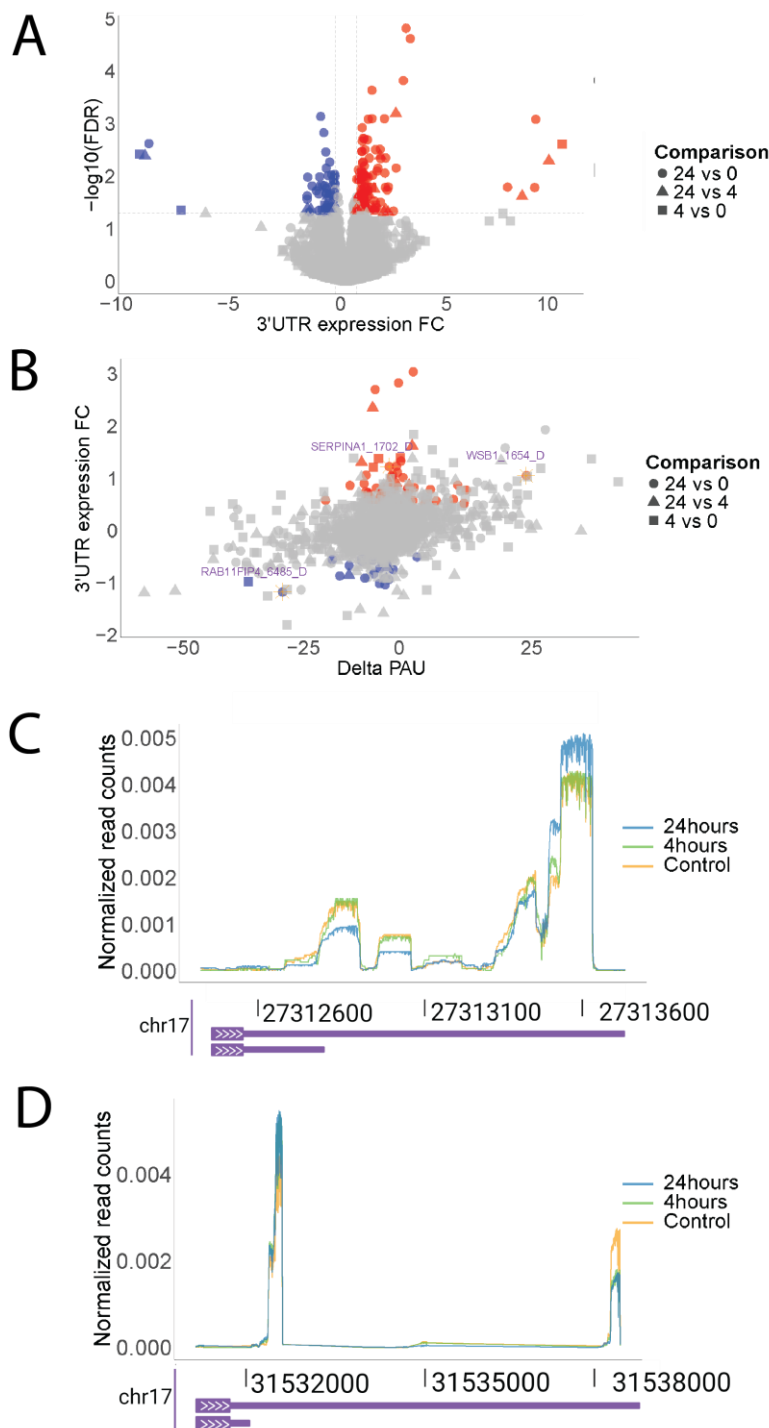 A
5
4
3
2
1
0
−log10(FDR)
−10
−5
0
5
10
3'UTR expression FC
Comparison
24 vs 0
24 vs 4
4 vs 0
B
3
2
1
0
−1
−2
3'UTR expression FC
SERPINA1_1702_D
WSB1_1654_D
RAB11FIP4_6485_D
−50
−25
0
25
Delta PAU
Comparison
24 vs 0
24 vs 4
4 vs 0
C
0.005
0.004
0.003
0.002
0.001
0.000
Normalized read counts
24hours
4hours
Control
27312600
27313100
27313600
chr17
D
0.004
0.002
0.000
Normalized read counts
24hours
4hours
Control
31532000
31535000
31538000
chr17